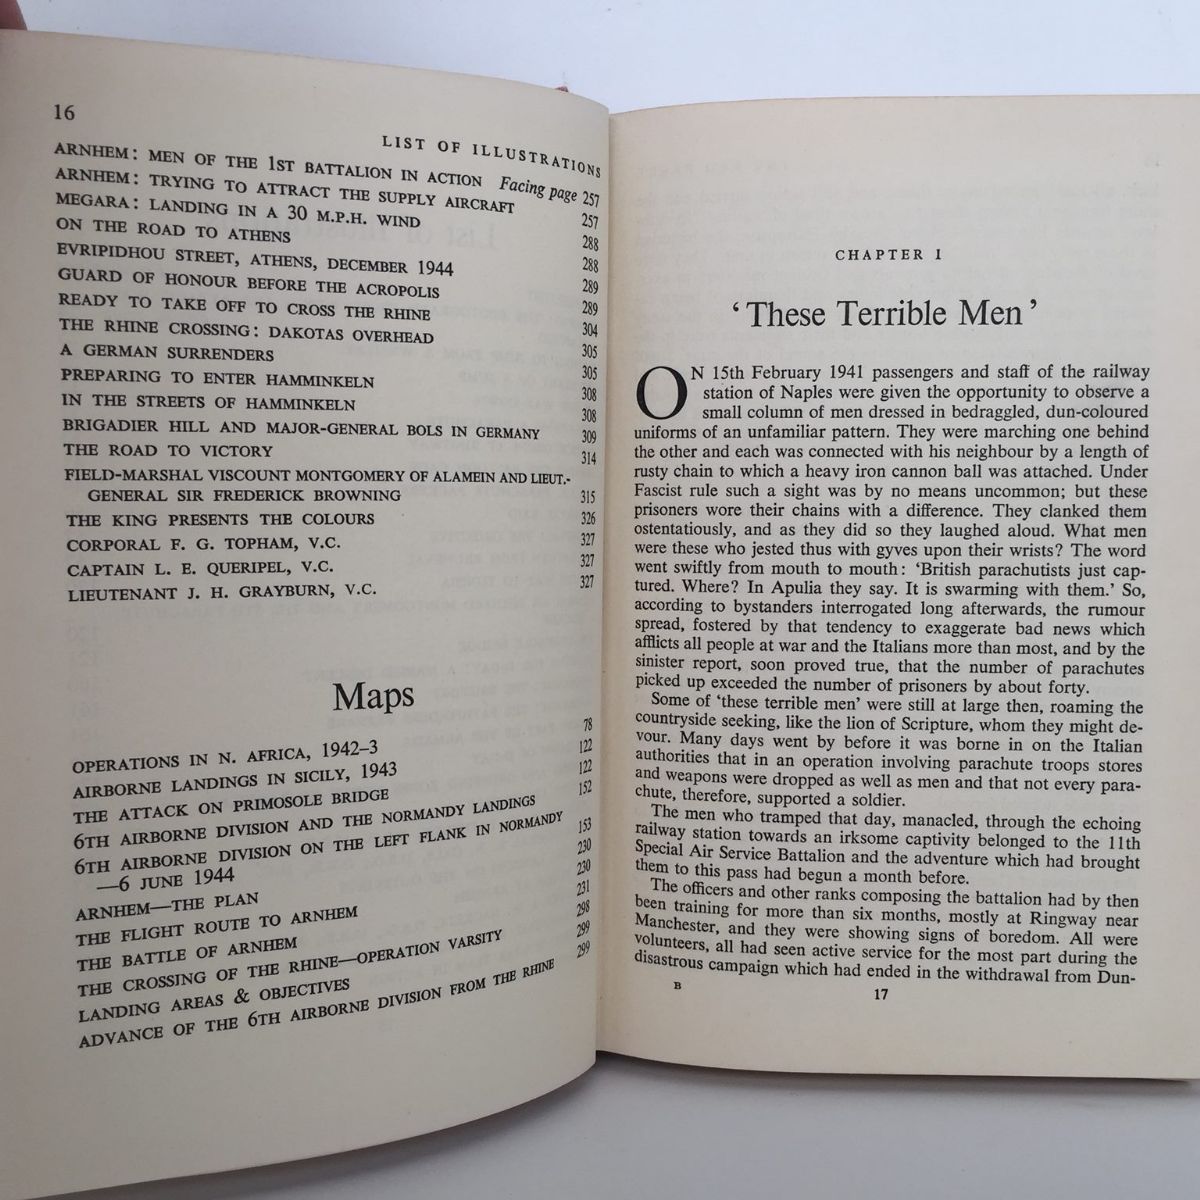 16
LIST OF ILLUSTRATIONS
ARNHEM: MEN OF THE 1ST BATTALION IN ACTION Facing page 257
ARNHEM: TRYING TO ATTRACT THE SUPPLY AIRCRAFT 257
MEGARA: LANDING IN A 30 M.P.H. WIND 288
ON THE ROAD TO ATHENS 288
EVRIPIDHOU STREET, ATHENS, DECEMBER 1944 289
GUARD OF HONOUR BEFORE THE ACROPOLIS 289
READY TO TAKE OFF TO CROSS THE RHINE 304
THE RHINE CROSSING: DAKOTAS OVERHEAD 305
A GERMAN SURRENDERS 305
PREPARING TO ENTER HAMMINKELN 308
IN THE STREETS OF HAMMINKELN 308
BRIGADIER HILL AND MAJOR-GENERAL BOLS IN GERMANY 309
THE ROAD TO VICTORY 314
FIELD-MARSHAL VISCOUNT MONTGOMERY OF ALAMEIN AND LIEUT.-
GENERAL SIR FREDERICK BROWNING 315
THE KING PRESENTS THE COLOURS 326
CORPORAL F. G. TOPHAM, V.C. 327
CAPTAIN L. E. QUERIPEL, V.C. 327
LIEUTENANT J. H. GRAYBURN, V.C. 327
Maps
OPERATIONS IN N. AFRICA, 1942–3 78
AIRBORNE LANDINGS IN SICILY, 1943 122
THE ATTACK ON PRIMOSOLE BRIDGE 122
6TH AIRBORNE DIVISION AND THE NORMANDY LANDINGS 152
6TH AIRBORNE DIVISION ON THE LEFT FLANK IN NORMANDY
—6 JUNE 1944 153
ARNHEM—THE PLAN 230
THE FLIGHT ROUTE TO ARNHEM 230
THE BATTLE OF ARNHEM 231
THE CROSSING OF THE RHINE—OPERATION VARSITY 298
LANDING AREAS & OBJECTIVES 299
ADVANCE OF THE 6TH AIRBORNE DIVISION FROM THE RHINE 299
CHAPTER I
‘These Terrible Men’
ON 15th February 1941 passengers and staff of the railway
station of Naples were given the opportunity to observe a
small column of men dressed in bedraggled, dun-coloured
uniforms of an unfamiliar pattern. They were marching one behind
the other and each was connected with his neighbour by a length of
rusty chain to which a heavy iron cannon ball was attached. Under
Fascist rule such a sight was by no means uncommon; but these
prisoners wore their chains with a difference. They clanked them
ostentatiously, and as they did so they laughed aloud. What men
were these who jested thus with gyves upon their wrists? The word
went swiftly from mouth to mouth: ‘British parachutists just cap-
tured. Where? In Apulia they say. It is swarming with them.’ So,
according to bystanders interrogated long afterwards, the rumour
spread, fostered by that tendency to exaggerate bad news which
afflicts all people at war and the Italians more than most, and by the
sinister report, soon proved true, that the number of parachutes
picked up exceeded the number of prisoners by about forty.
Some of ‘these terrible men’ were still at large then, roaming the
countryside seeking, like the lion of Scripture, whom they might de-
vour. Many days went by before it was borne in on the Italian
authorities that in an operation involving parachute troops stores
and weapons were dropped as well as men and that not every para-
chute, therefore, supported a soldier.
The men who tramped that day, manacled, through the echoing
railway station towards an irksome captivity belonged to the 11th
Special Air Service Battalion and the adventure which had brought
them to this pass had begun a month before.
The officers and other ranks composing the battalion had by then
been training for more than six months, mostly at Ringway near
Manchester, and they were showing signs of boredom. All were
volunteers, all had seen active service for the most part during the
disastrous campaign which had ended in the withdrawal from Dun-
B
17